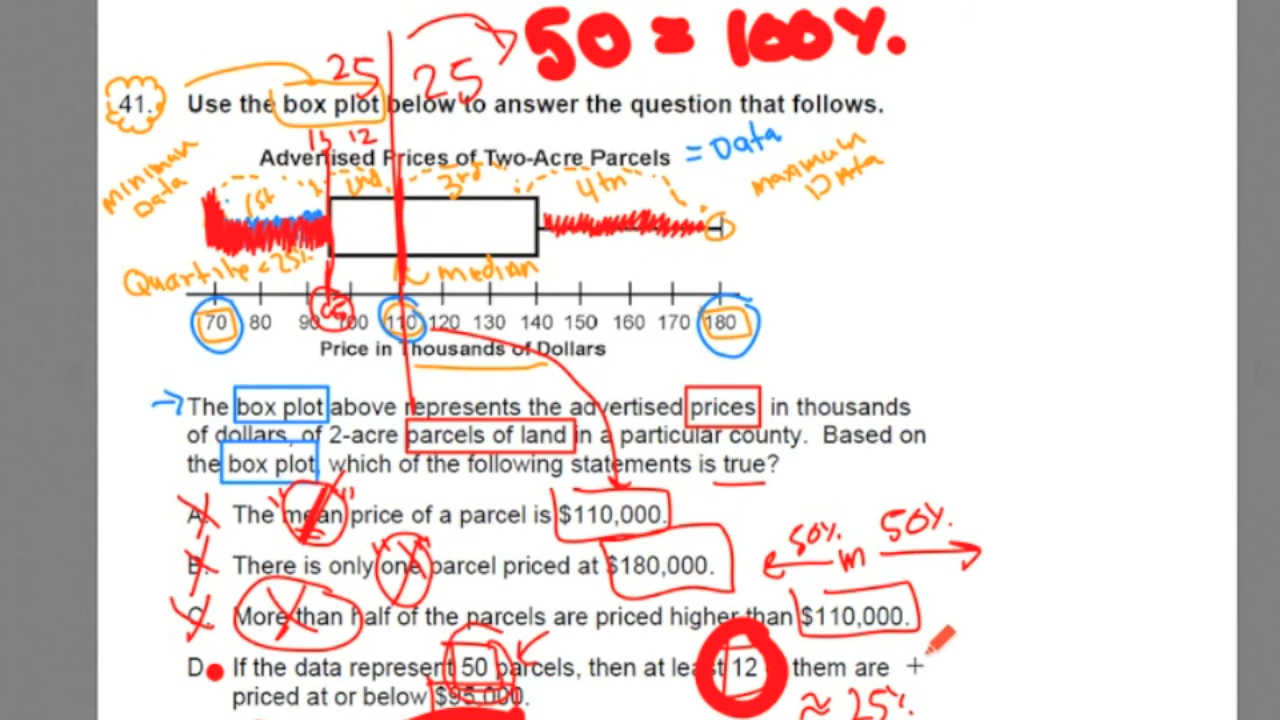 50 = 100%.
25 25
41. Use the box plot below to answer the question that follows.
13 12
Advertised Prices of Two-Acre Parcels = Data
minimum Data
maximum Data
1st 2nd 3rd 4th
Quartile = 25%
median
95
70 80 90 100 110 120 130 140 150 160 170 180
Price in Thousands of Dollars
The box plot above represents the advertised prices in thousands
of dollars, of 2-acre parcels of land in a particular county. Based on
the box plot, which of the following statements is true?
A. The mean price of a parcel is $110,000.
50% m 50%.
B. There is only one parcel priced at $180,000.
C. More than half of the parcels are priced higher than $110,000.
D. If the data represent 50 parcels, then at least 12 them are
priced at or below $95,000.
≈ 25%